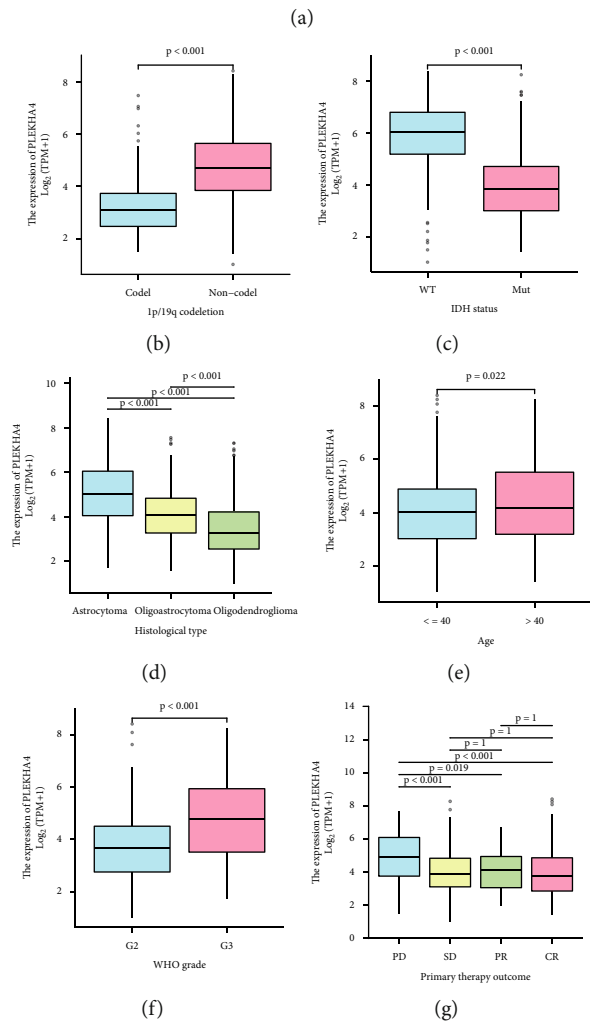 (a)
p < 0.001
8
6
4
2
The expression of PLEKHA4
Log2 (TPM+1)
Codel
Non−codel
1p/19q codeletion
(b)
p < 0.001
8
6
4
2
The expression of PLEKHA4
Log2 (TPM+1)
WT
Mut
IDH status
(c)
p < 0.001
p < 0.001
p < 0.001
10
8
6
4
2
The expression of PLEKHA4
Log2 (TPM+1)
Astrocytoma
Oligoastrocytoma
Oligodendroglioma
Histological type
(d)
p = 0.022
8
6
4
2
The expression of PLEKHA4
Log2 (TPM+1)
< = 40
> 40
Age
(e)
p < 0.001
8
6
4
2
The expression of PLEKHA4
Log2 (TPM+1)
G2
G3
WHO grade
(f)
14
12
10
8
6
4
2
0
p = 1
p = 1
p = 1
p < 0.001
p = 0.019
p < 0.001
The expression of PLEKHA4
Log2 (TPM+1)
PD
SD
PR
CR
Primary therapy outcome
(g)